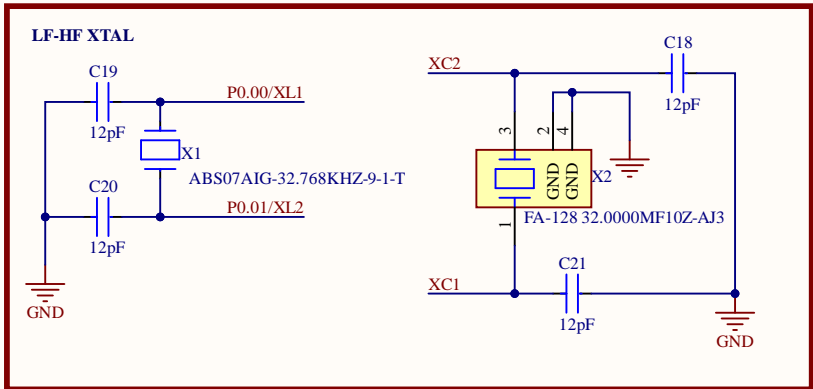 LF-HF XTAL
C19
12pF
P0.00/XL1
X1
ABS07AIG-32.768KHZ-9-1-T
C20
12pF
P0.01/XL2
GND
XC2
C18
12pF
3
2
4
GND
GND
X2
FA-128 32.0000MF10Z-AJ3
1
XC1
C21
12pF
GND